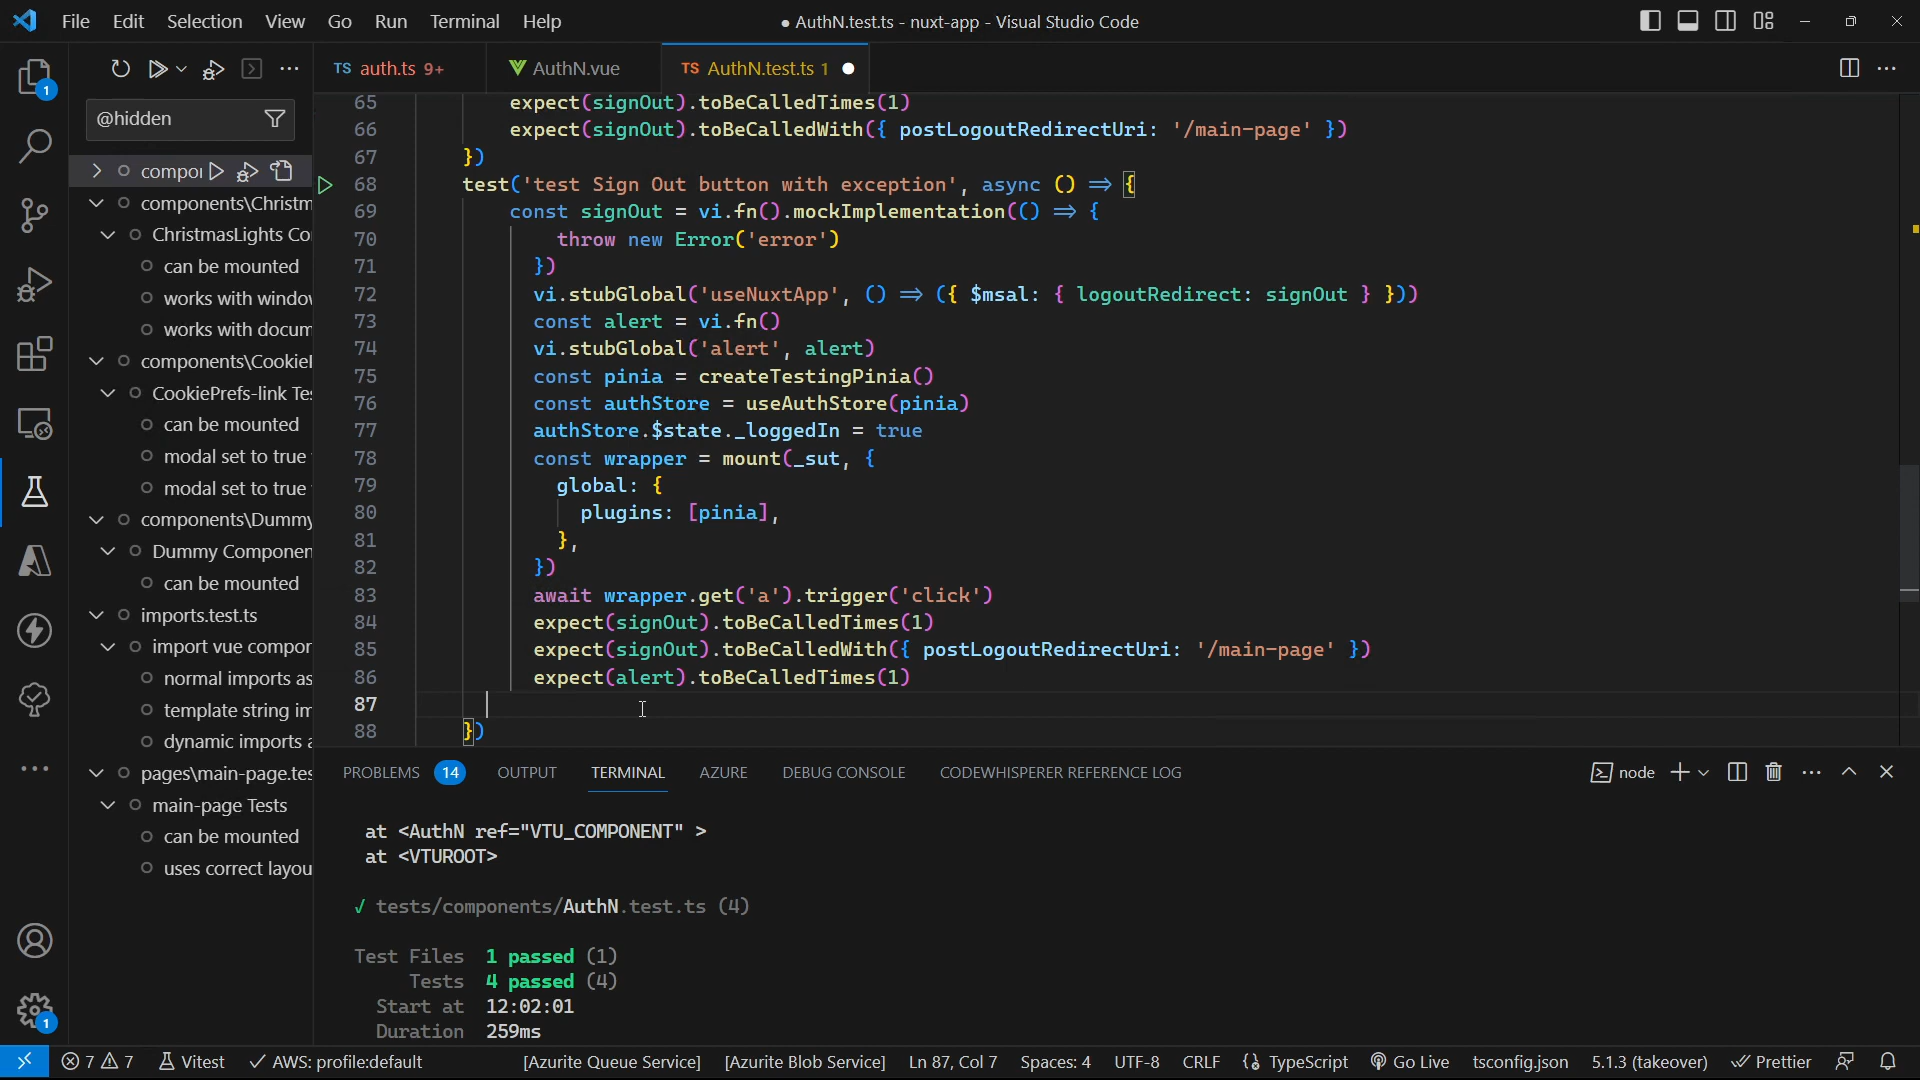 File Edit Selection View Go Run Terminal Help
● AuthN.test.ts - nuxt-app - Visual Studio Code
TS auth.ts 9+
AuthN.vue
TS AuthN.test.ts 1
@hidden
compo
components\Christm
ChristmasLights Co
can be mounted
works with windo
works with docum
components\Cookie
CookiePrefs-link Te
can be mounted
modal set to true
modal set to true
components\Dummy
Dummy Componen
can be mounted
imports.test.ts
import vue compor
normal imports as
template string im
dynamic imports a
pages\main-page.tes
main-page Tests
can be mounted
uses correct layou
65 expect(signOut).toBeCalledTimes(1)
66 expect(signOut).toBeCalledWith({ postLogoutRedirectUri: '/main-page' })
67 })
68 test('test Sign Out button with exception', async () => {
69 const signOut = vi.fn().mockImplementation(() => {
70 throw new Error('error')
71 })
72 vi.stubGlobal('useNuxtApp', () => ({ $msal: { logoutRedirect: signOut } }))
73 const alert = vi.fn()
74 vi.stubGlobal('alert', alert)
75 const pinia = createTestingPinia()
76 const authStore = useAuthStore(pinia)
77 authStore.$state._loggedIn = true
78 const wrapper = mount(_sut, {
79 global: {
80 plugins: [pinia],
81 },
82 })
83 await wrapper.get('a').trigger('click')
84 expect(signOut).toBeCalledTimes(1)
85 expect(signOut).toBeCalledWith({ postLogoutRedirectUri: '/main-page' })
86 expect(alert).toBeCalledTimes(1)
87
88 })
PROBLEMS 14 OUTPUT TERMINAL AZURE DEBUG CONSOLE CODEWHISPERER REFERENCE LOG
node
at <AuthN ref="VTU_COMPONENT" >
at <VTUROOT>
√ tests/components/AuthN.test.ts (4)
Test Files 1 passed (1)
Tests 4 passed (4)
Start at 12:02:01
Duration 259ms
1
1
7 7 Vitest AWS: profile:default [Azurite Queue Service] [Azurite Blob Service] Ln 87, Col 7 Spaces: 4 UTF-8 CRLF {} TypeScript Go Live tsconfig.json 5.1.3 (takeover) Prettier